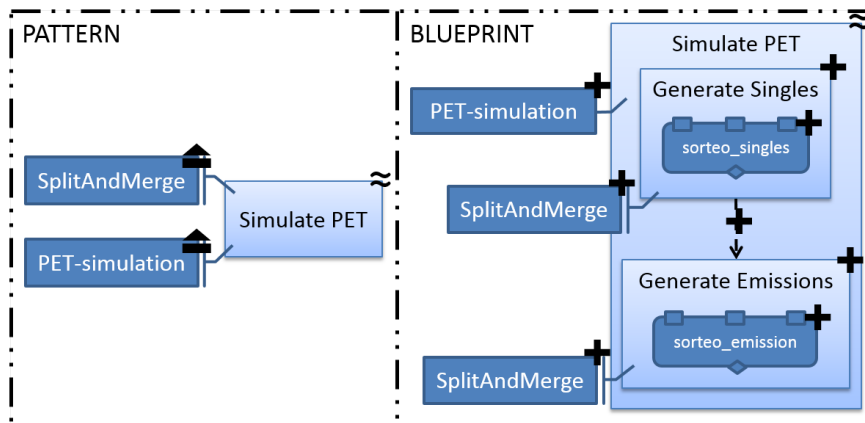 PATTERN
SplitAndMerge
Simulate PET
PET-simulation
BLUEPRINT
Simulate PET
PET-simulation
Generate Singles
sorteo_singles
SplitAndMerge
Generate Emissions
sorteo_emission
SplitAndMerge